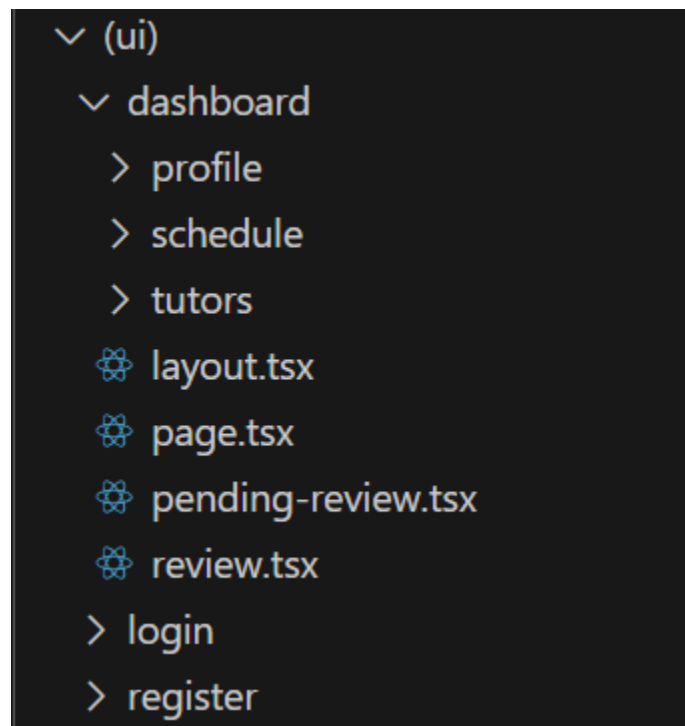 (ui)
dashboard
profile
schedule
tutors
layout.tsx
page.tsx
pending-review.tsx
review.tsx
login
register